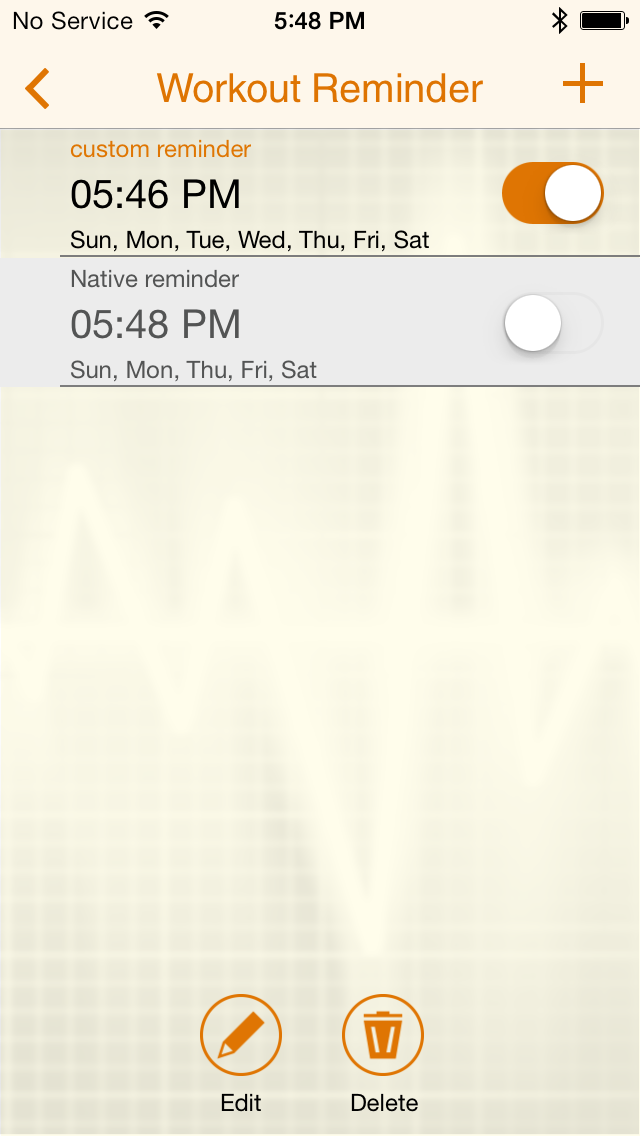 No Service 5:48 PM
Workout Reminder
custom reminder
05:46 PM
Sun, Mon, Tue, Wed, Thu, Fri, Sat
Native reminder
05:48 PM
Sun, Mon, Thu, Fri, Sat
Edit Delete